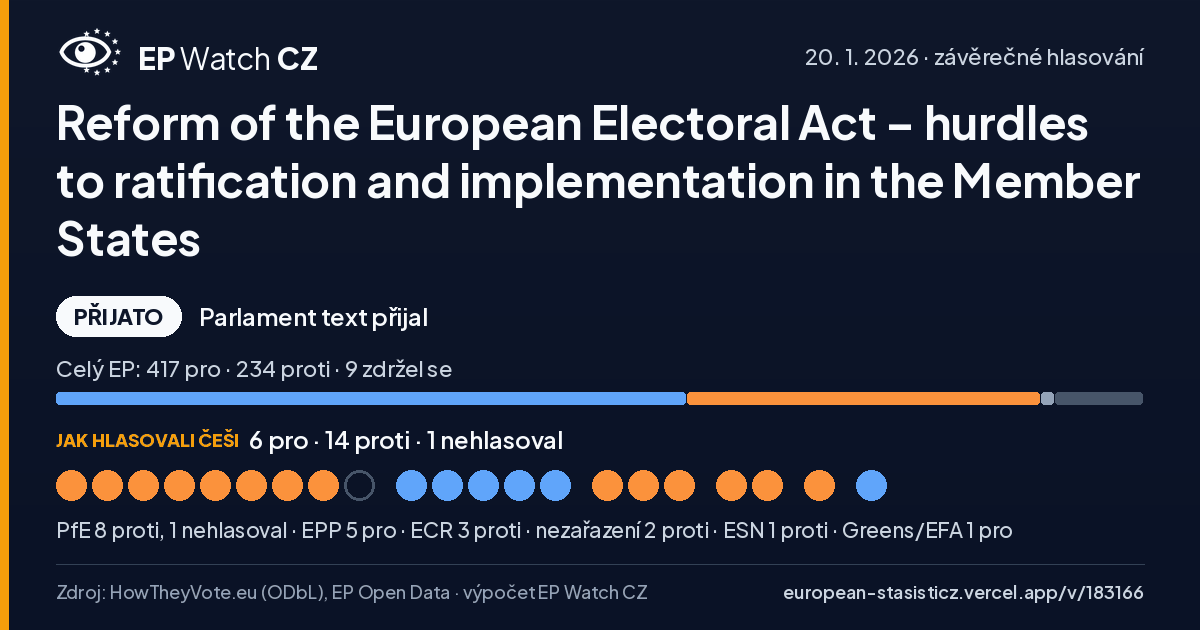 EP Watch CZ
20. 1. 2026 · závěrečné hlasování
Reform of the European Electoral Act – hurdles
to ratification and implementation in the Member
States
PŘIJATO Parlament text přijal
Celý EP: 417 pro · 234 proti · 9 zdržel se
JAK HLASOVALI ČEŠI 6 pro · 14 proti · 1 nehlasoval
PfE 8 proti, 1 nehlasoval · EPP 5 pro · ECR 3 proti · nezařazení 2 proti · ESN 1 proti · Greens/EFA 1 pro
Zdroj: HowTheyVote.eu (ODbL), EP Open Data · výpočet EP Watch CZ
european-stasisticz.vercel.app/v/183166